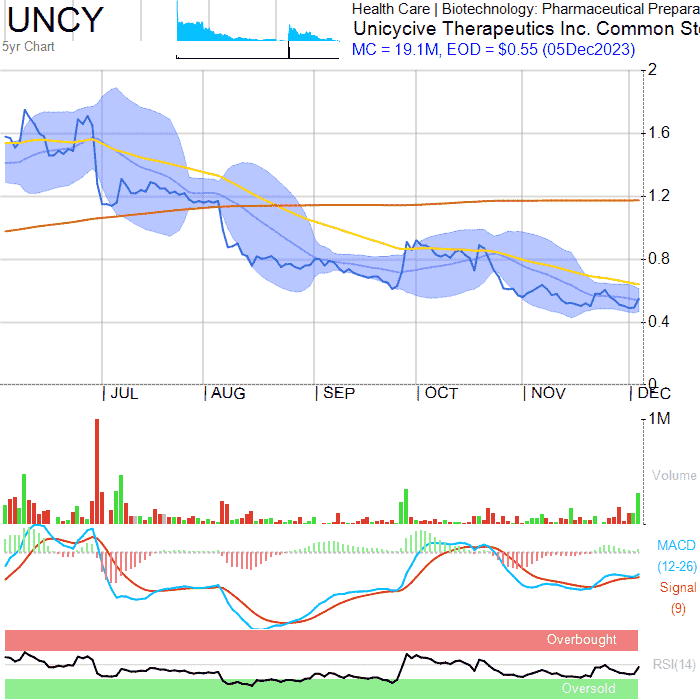 UNCY
5yr Chart
Health Care | Biotechnology: Pharmaceutical Prepara
Unicycive Therapeutics Inc. Common Sto
MC = 19.1M, EOD = $0.55 (05Dec2023)
2
1.6
1.2
0.8
0.4
0
JUL AUG SEP OCT NOV DEC
1M
Volume
MACD
(12-26)
Signal
(9)
Overbought
RSI(14)
Oversold